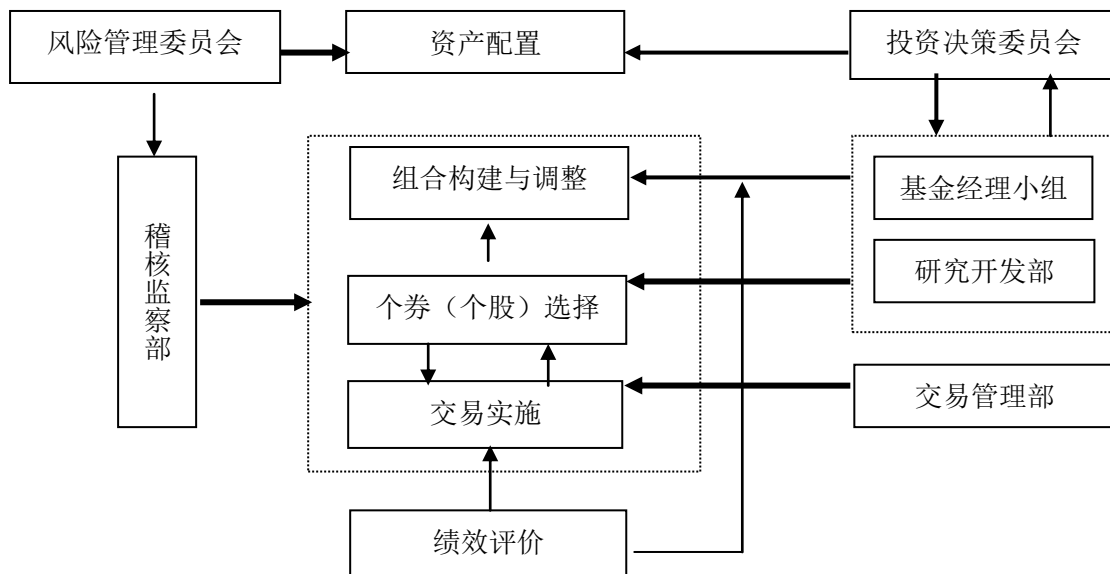 风险管理委员会
资产配置
投资决策委员会
组合构建与调整
基金经理小组
稽核监察部
研究开发部
个券（个股）选择
交易实施
交易管理部
绩效评价